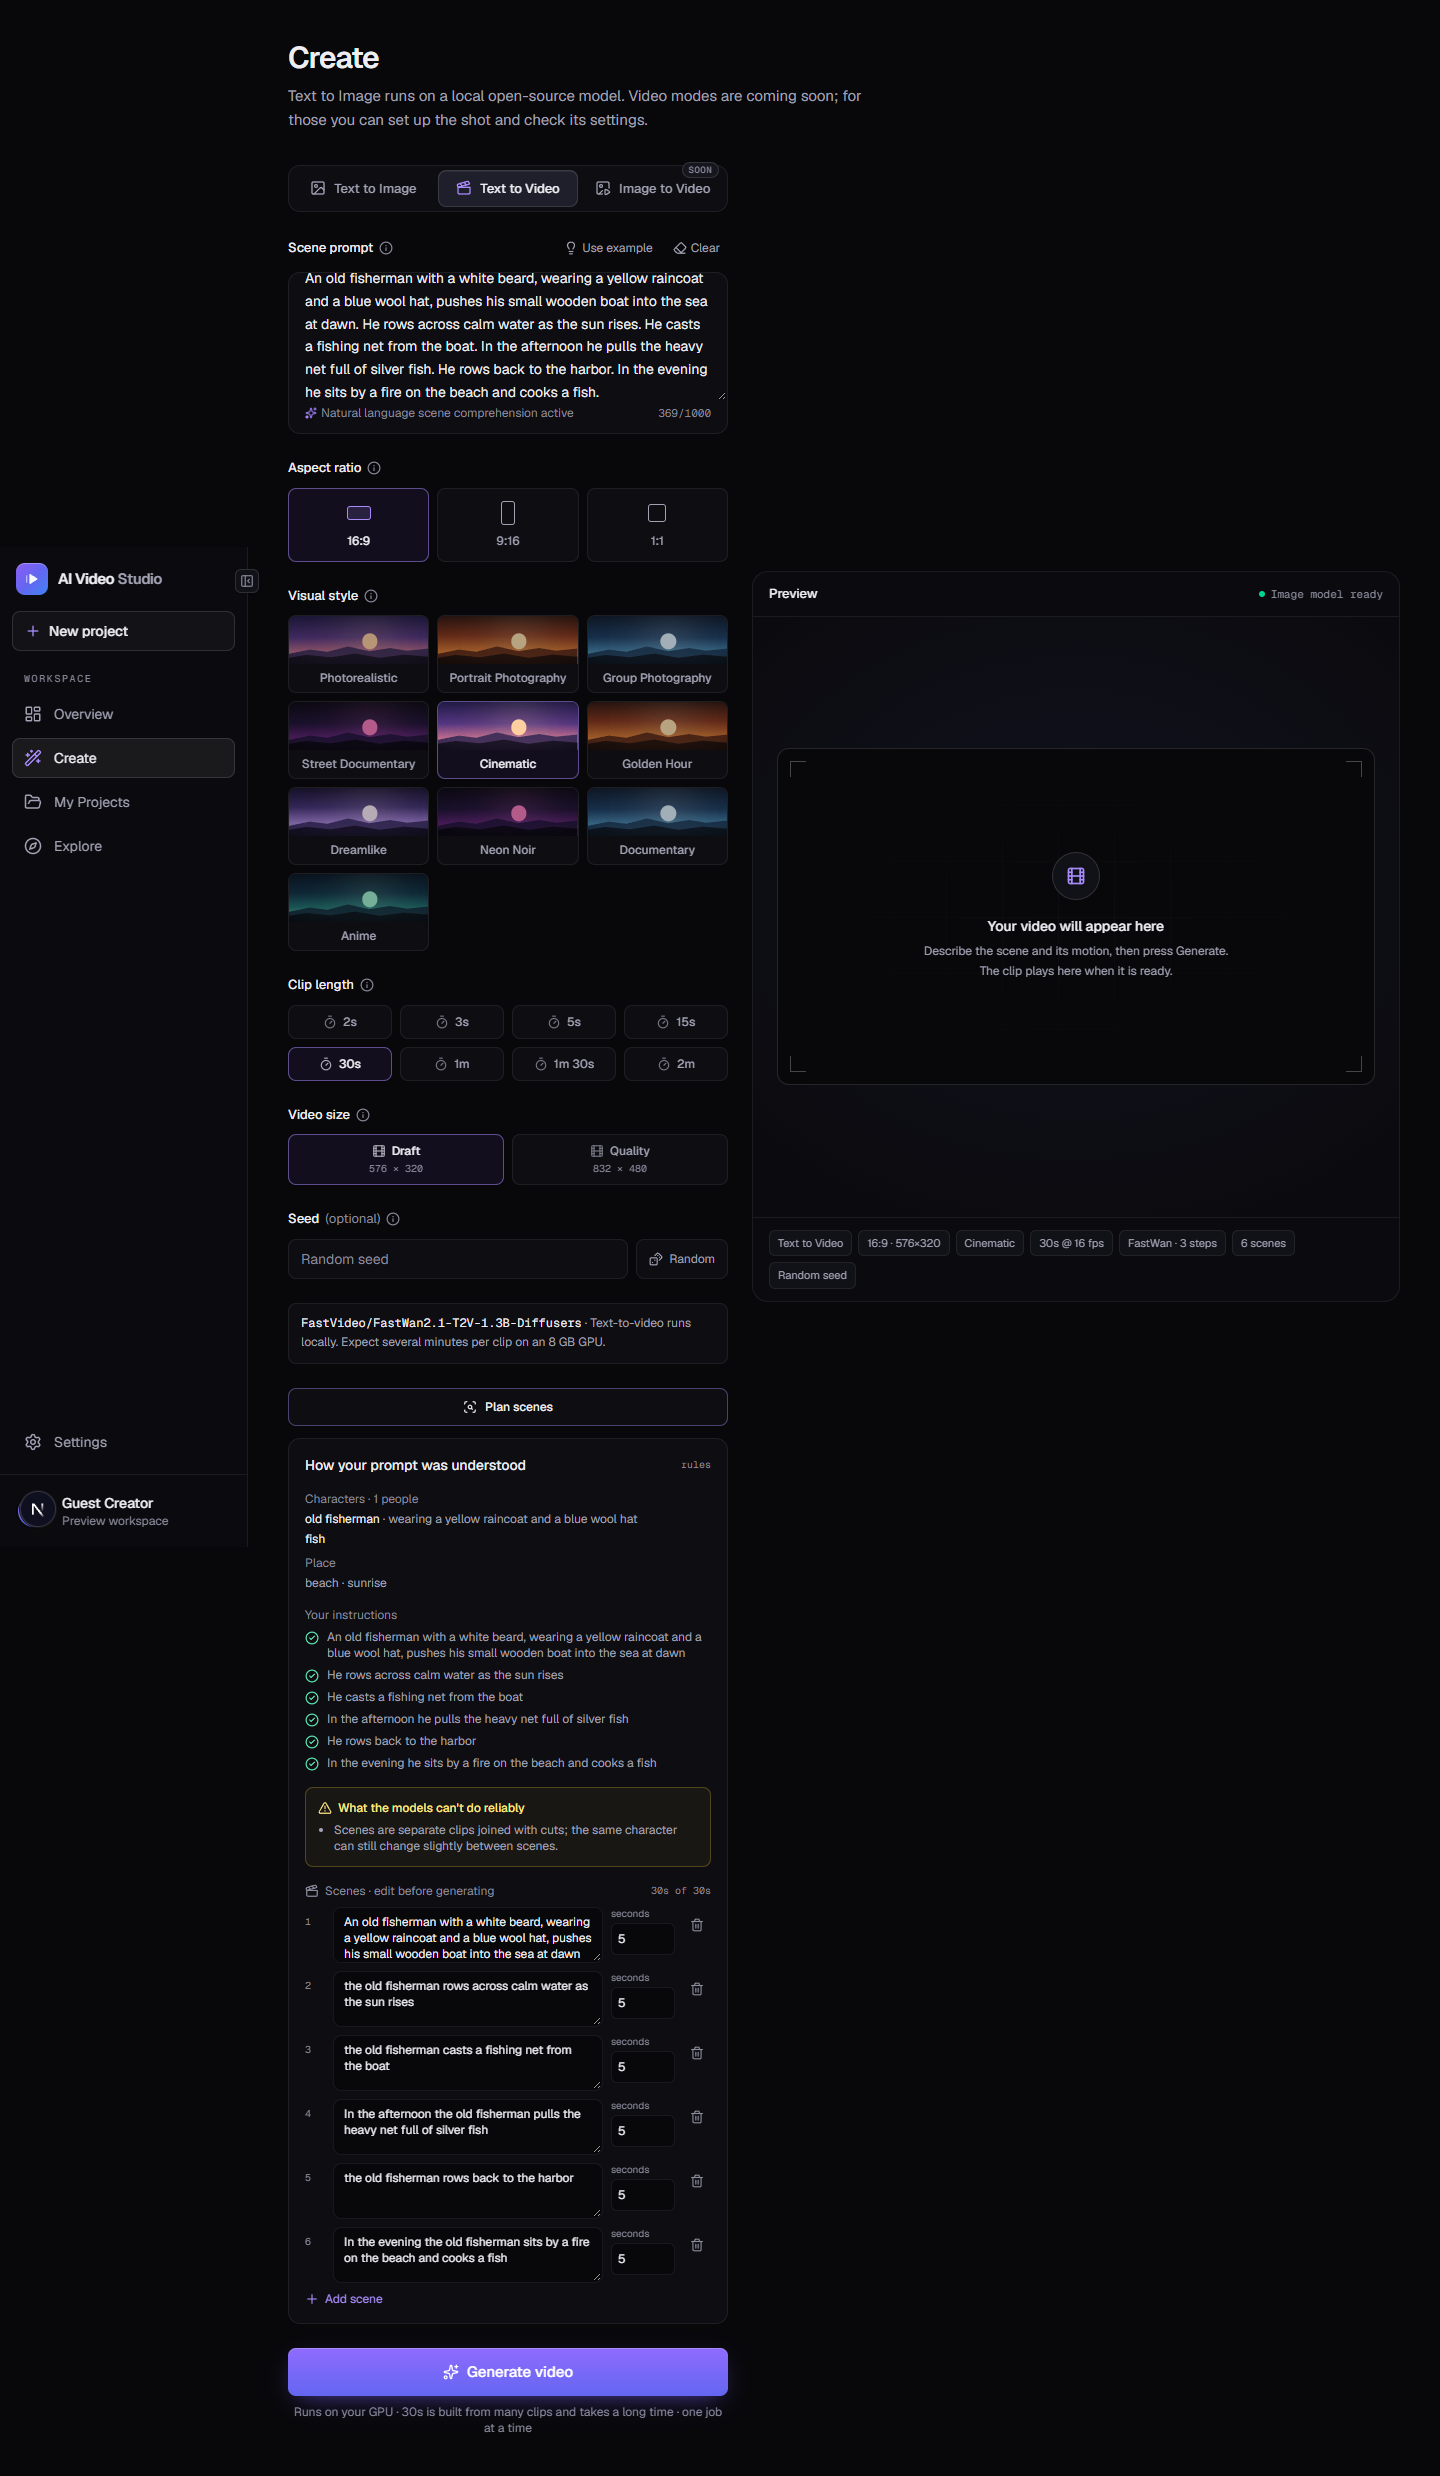 Create
Text to Image runs on a local open-source model. Video modes are coming soon; for
those you can set up the shot and check its settings.
Text to Image
Text to Video
SOON
Image to Video
Scene prompt
Use example
Clear
An old fisherman with a white beard, wearing a yellow raincoat
and a blue wool hat, pushes his small wooden boat into the sea
at dawn. He rows across calm water as the sun rises. He casts
a fishing net from the boat. In the afternoon he pulls the heavy
net full of silver fish. He rows back to the harbor. In the evening
he sits by a fire on the beach and cooks a fish.
Natural language scene comprehension active
369/1000
Aspect ratio
16:9
9:16
1:1
AI Video Studio
New project
WORKSPACE
Overview
Create
My Projects
Explore
Settings
N
Guest Creator
Preview workspace
Visual style
Photorealistic
Portrait Photography
Group Photography
Street Documentary
Cinematic
Golden Hour
Dreamlike
Neon Noir
Documentary
Anime
Clip length
2s
3s
5s
15s
30s
1m
1m 30s
2m
Video size
Draft
576 × 320
Quality
832 × 480
Seed (optional)
Random seed
Random
FastVideo/FastWan2.1-T2V-1.3B-Diffusers · Text-to-video runs
locally. Expect several minutes per clip on an 8 GB GPU.
Plan scenes
How your prompt was understood
rules
Characters · 1 people
old fisherman · wearing a yellow raincoat and a blue wool hat
fish
Place
beach · sunrise
Your instructions
An old fisherman with a white beard, wearing a yellow raincoat and a
blue wool hat, pushes his small wooden boat into the sea at dawn
He rows across calm water as the sun rises
He casts a fishing net from the boat
In the afternoon he pulls the heavy net full of silver fish
He rows back to the harbor
In the evening he sits by a fire on the beach and cooks a fish
What the models can't do reliably
Scenes are separate clips joined with cuts; the same character
can still change slightly between scenes.
Scenes · edit before generating
30s of 30s
1
An old fisherman with a white beard, wearing
a yellow raincoat and a blue wool hat, pushes
his small wooden boat into the sea at dawn
seconds
5
2
the old fisherman rows across calm water as
the sun rises
seconds
5
3
the old fisherman casts a fishing net from
the boat
seconds
5
4
In the afternoon the old fisherman pulls the
heavy net full of silver fish
seconds
5
5
the old fisherman rows back to the harbor
seconds
5
6
In the evening the old fisherman sits by a fire
on the beach and cooks a fish
seconds
5
Add scene
Generate video
Runs on your GPU · 30s is built from many clips and takes a long time · one job
at a time
Preview
Image model ready
Your video will appear here
Describe the scene and its motion, then press Generate.
The clip plays here when it is ready.
Text to Video
16:9 · 576×320
Cinematic
30s @ 16 fps
FastWan · 3 steps
6 scenes
Random seed